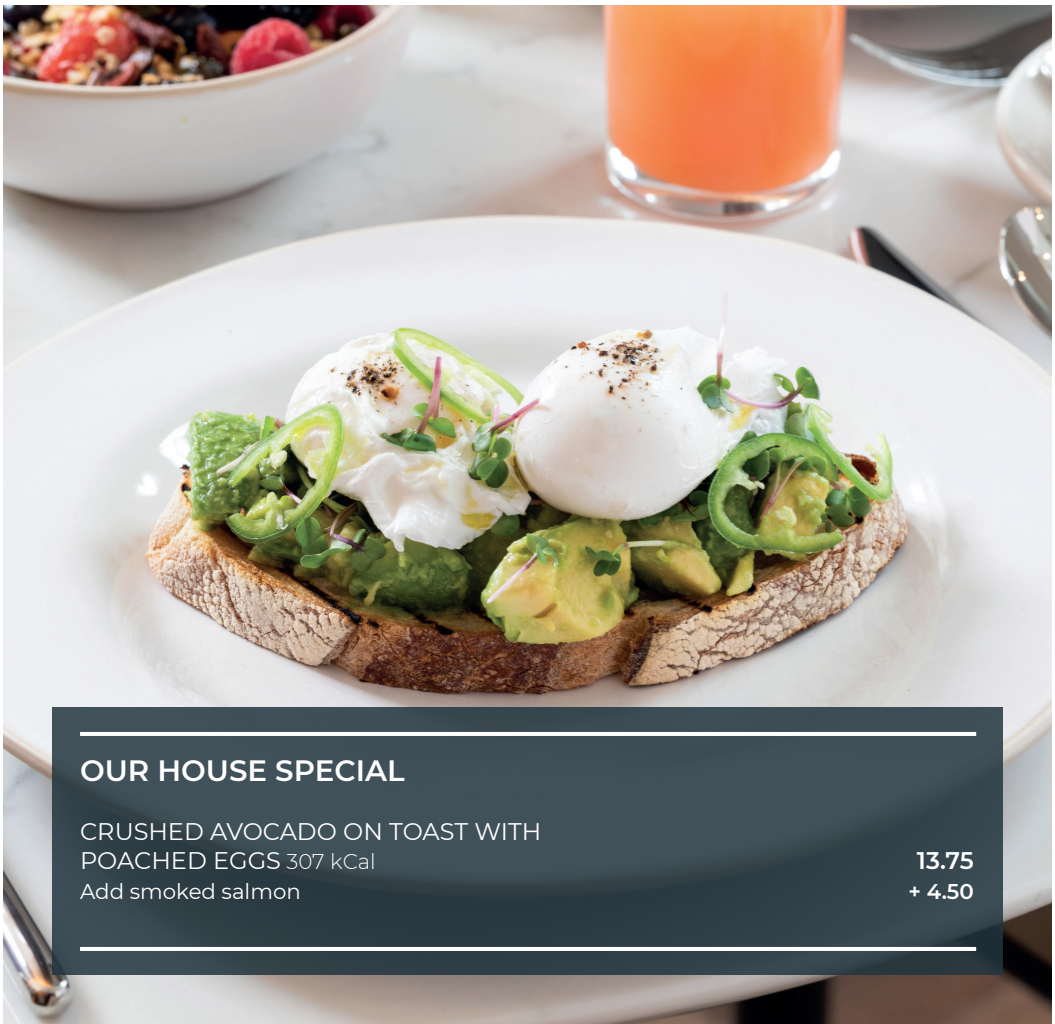 OUR HOUSE SPECIAL
CRUSHED AVOCADO ON TOAST WITH
POACHED EGGS 307 kCal 13.75
Add smoked salmon + 4.50